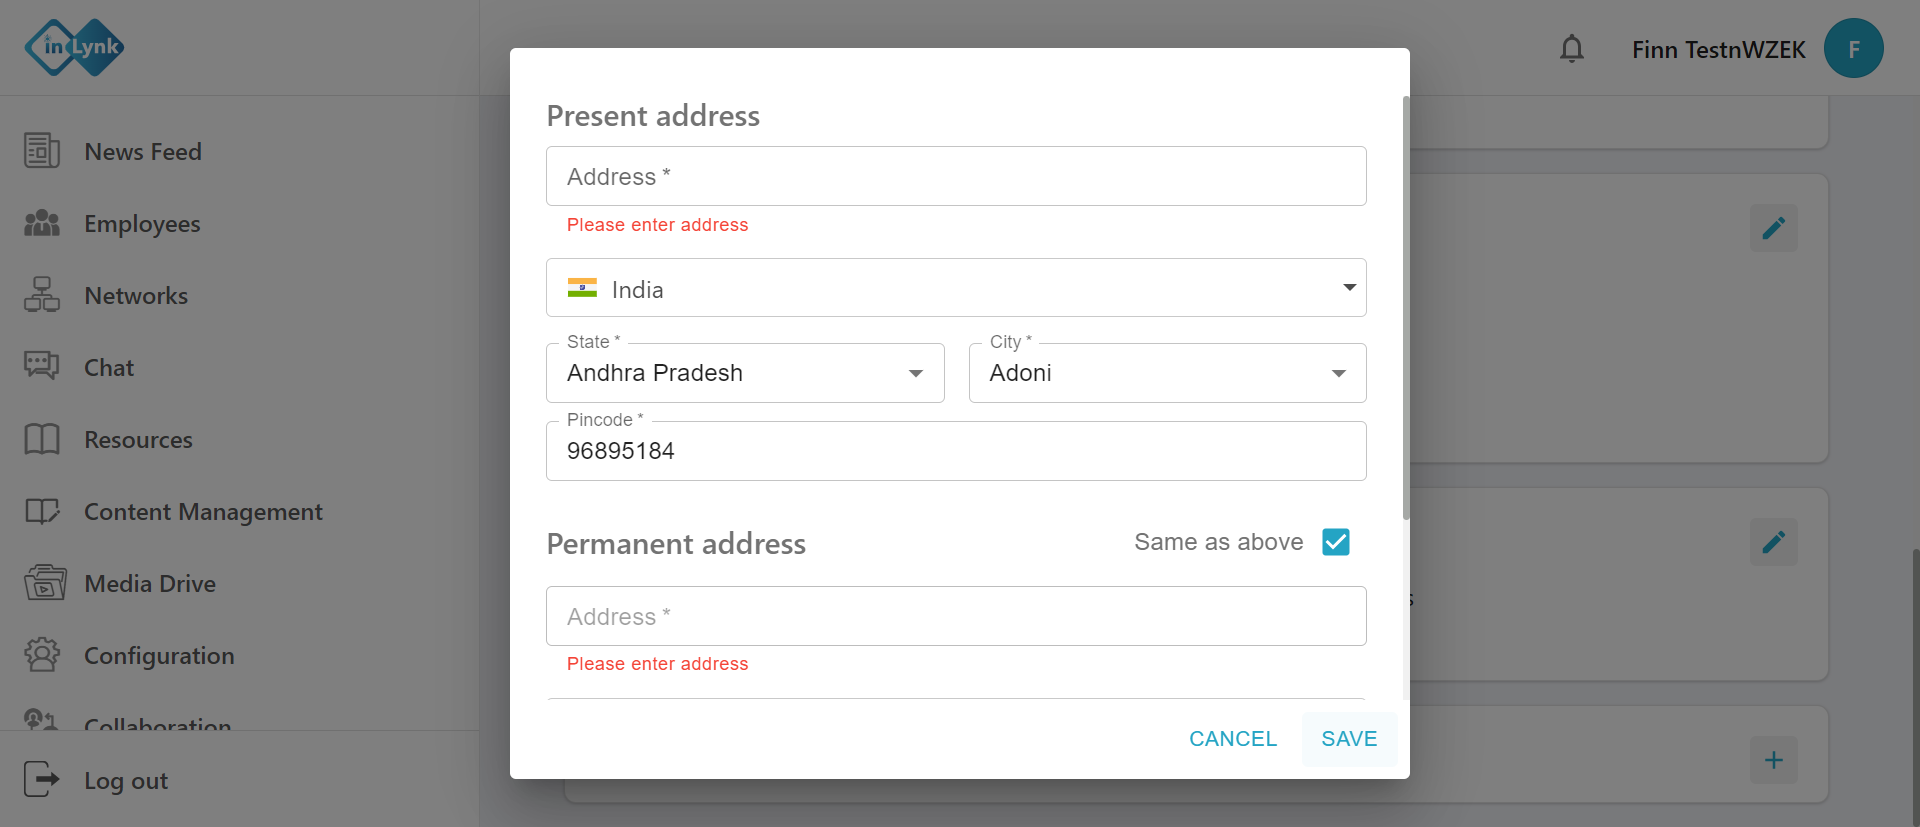 inLynk
Finn TestnWZEK
F
News Feed
Employees
Networks
Chat
Resources
Content Management
Media Drive
Configuration
Collaboration
Log out
Present address
Address *
Please enter address
India
State *
Andhra Pradesh
City *
Adoni
Pincode *
96895184
Permanent address
Same as above
Address *
Please enter address
CANCEL
SAVE